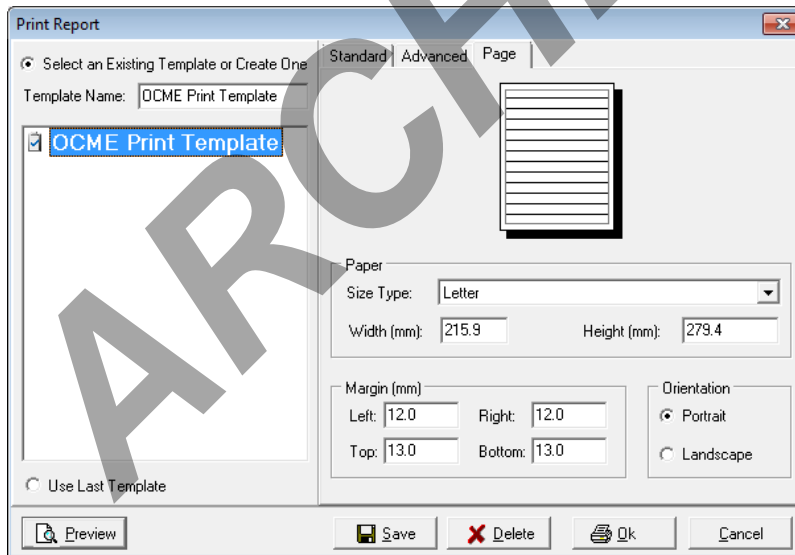 Print Report
Select an Existing Template or Create One
Template Name: OCME Print Template
OCME Print Template
Use Last Template
Standard Advanced Page
Paper
Size Type: Letter
Width (mm): 215.9 Height (mm): 279.4
Margin (mm)
Left: 12.0 Right: 12.0
Top: 13.0 Bottom: 13.0
Orientation
Portrait
Landscape
Preview Save Delete Ok Cancel